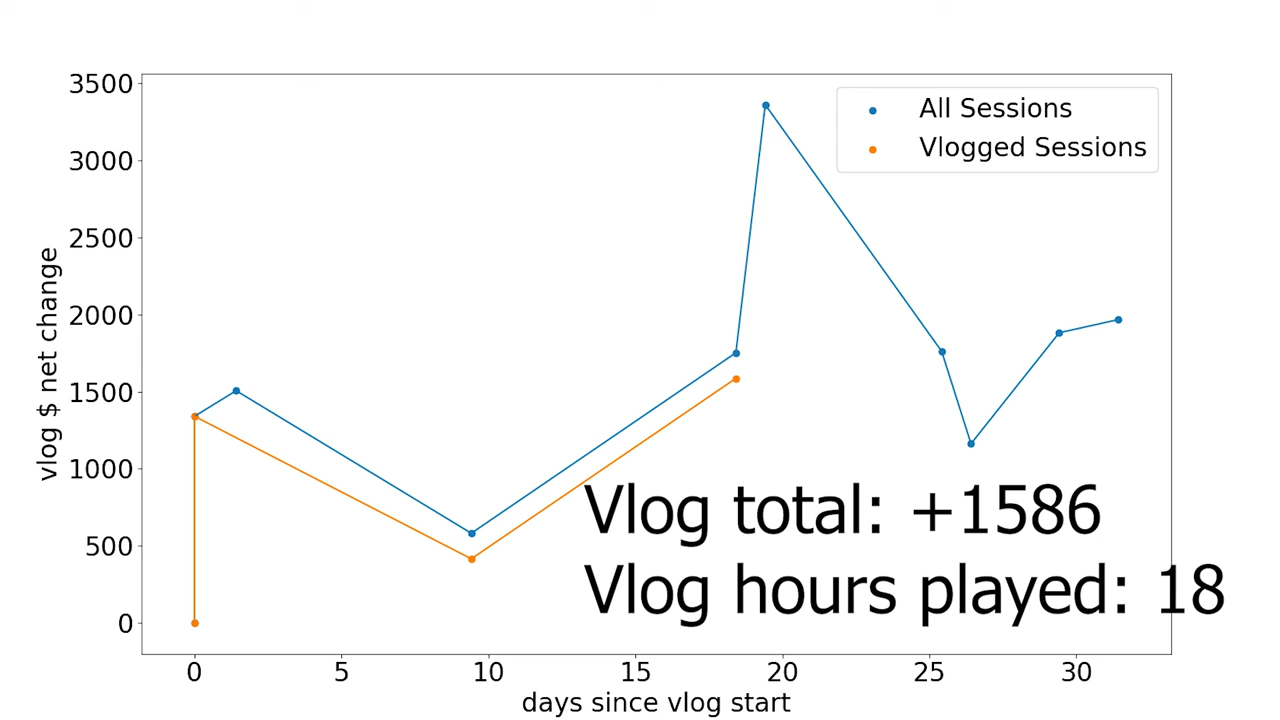 3500
3000
2500
2000
1500
1000
500
0
vlog $ net change
All Sessions
Vlogged Sessions
Vlog total: +1586
Vlog hours played: 18
0 5 10 15 20 25 30
days since vlog start